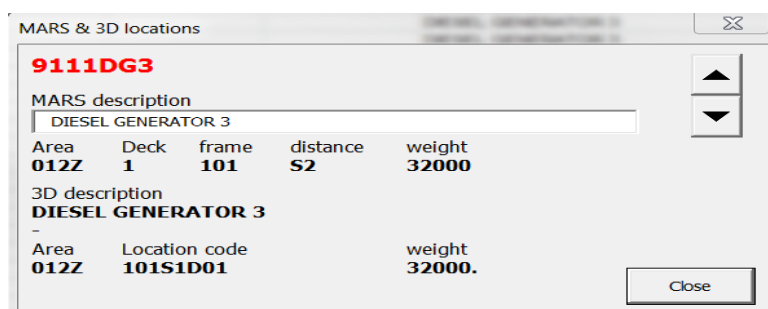 MARS & 3D locations
9111DG3
MARS description
DIESEL GENERATOR 3
Area Deck frame distance weight
012Z 1 101 S2 32000
3D description
DIESEL GENERATOR 3
-
Area Location code weight
012Z 101S1D01 32000.
Close